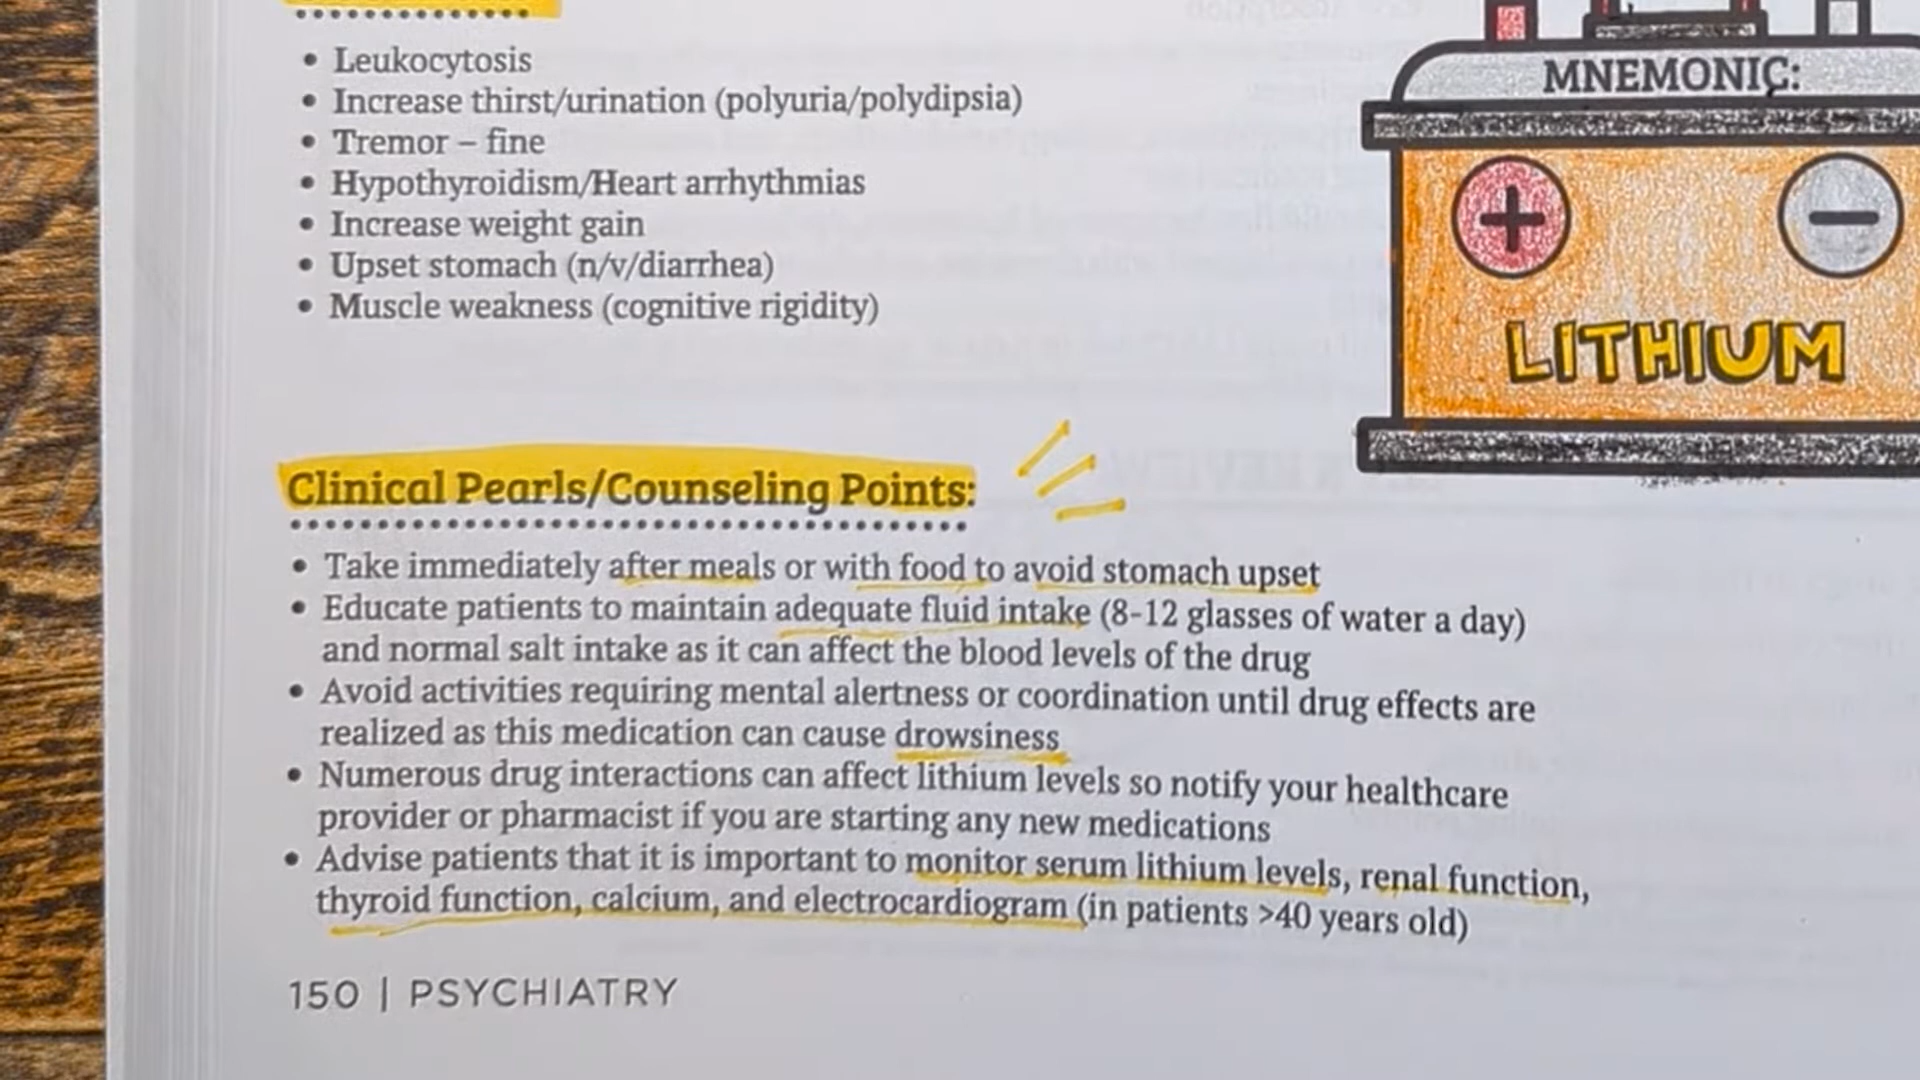 • Leukocytosis
• Increase thirst/urination (polyuria/polydipsia)
• Tremor – fine
• Hypothyroidism/Heart arrhythmias
• Increase weight gain
• Upset stomach (n/v/diarrhea)
• Muscle weakness (cognitive rigidity)
MNEMONIC:
+ −
LITHIUM
Clinical Pearls/Counseling Points:
• Take immediately after meals or with food to avoid stomach upset
• Educate patients to maintain adequate fluid intake (8-12 glasses of water a day)
and normal salt intake as it can affect the blood levels of the drug
• Avoid activities requiring mental alertness or coordination until drug effects are
realized as this medication can cause drowsiness
• Numerous drug interactions can affect lithium levels so notify your healthcare
provider or pharmacist if you are starting any new medications
• Advise patients that it is important to monitor serum lithium levels, renal function,
thyroid function, calcium, and electrocardiogram (in patients >40 years old)
150 | PSYCHIATRY